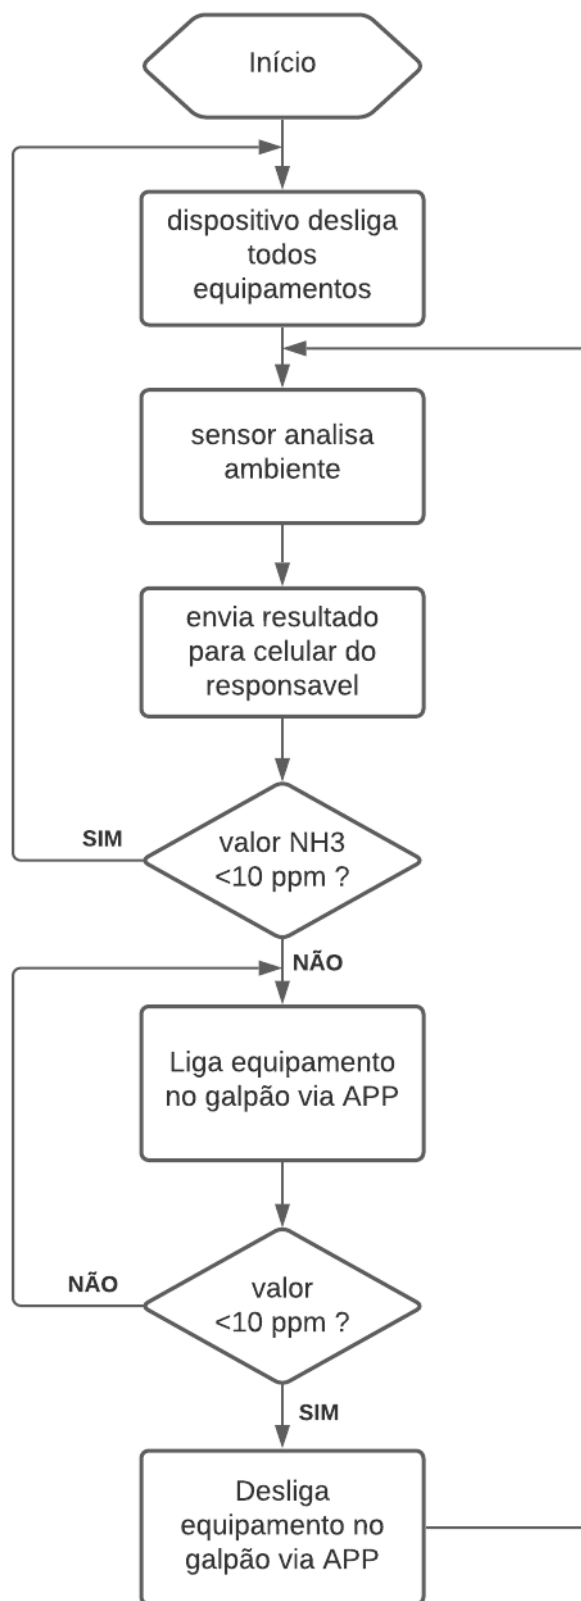 Início
dispositivo desliga
todos
equipamentos
sensor analisa
ambiente
envia resultado
para celular do
responsavel
SIM
valor NH3
<10 ppm ?
NÃO
Liga equipamento
no galpão via APP
NÃO
valor
<10 ppm ?
SIM
Desliga
equipamento no
galpão via APP